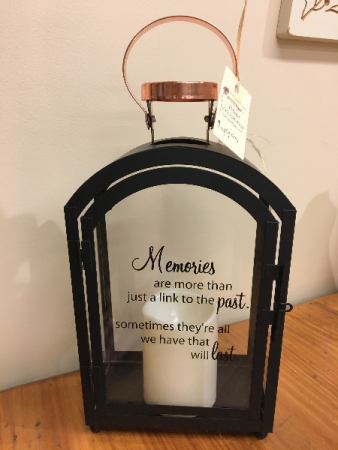 Memories
are more than
just a link to the past.
sometimes they're all
we have that
will last.